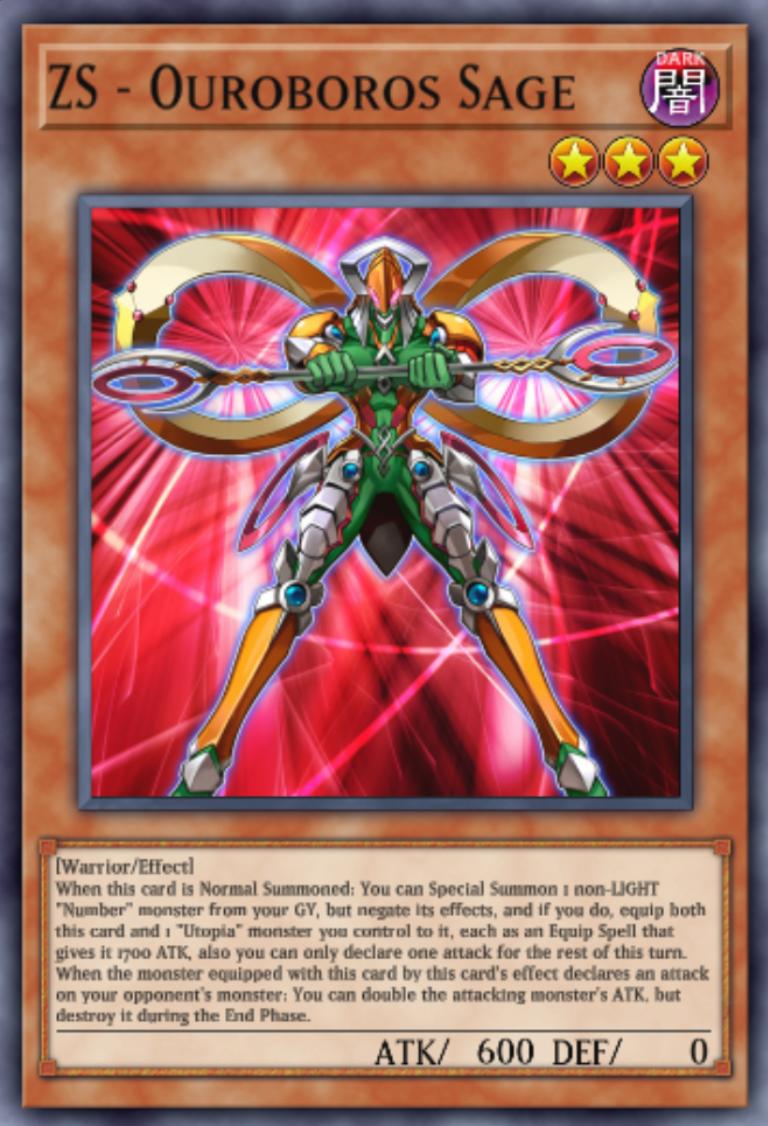 ZS - Ouroboros Sage
DARK
闇
[Warrior/Effect]
When this card is Normal Summoned: You can Special Summon 1 non-LIGHT
"Number" monster from your GY, but negate its effects, and if you do, equip both
this card and 1 "Utopia" monster you control to it, each as an Equip Spell that
gives it 1700 ATK, also you can only declare one attack for the rest of this turn.
When the monster equipped with this card by this card's effect declares an attack
on your opponent's monster: You can double the attacking monster's ATK, but
destroy it during the End Phase.
ATK/ 600 DEF/ 0